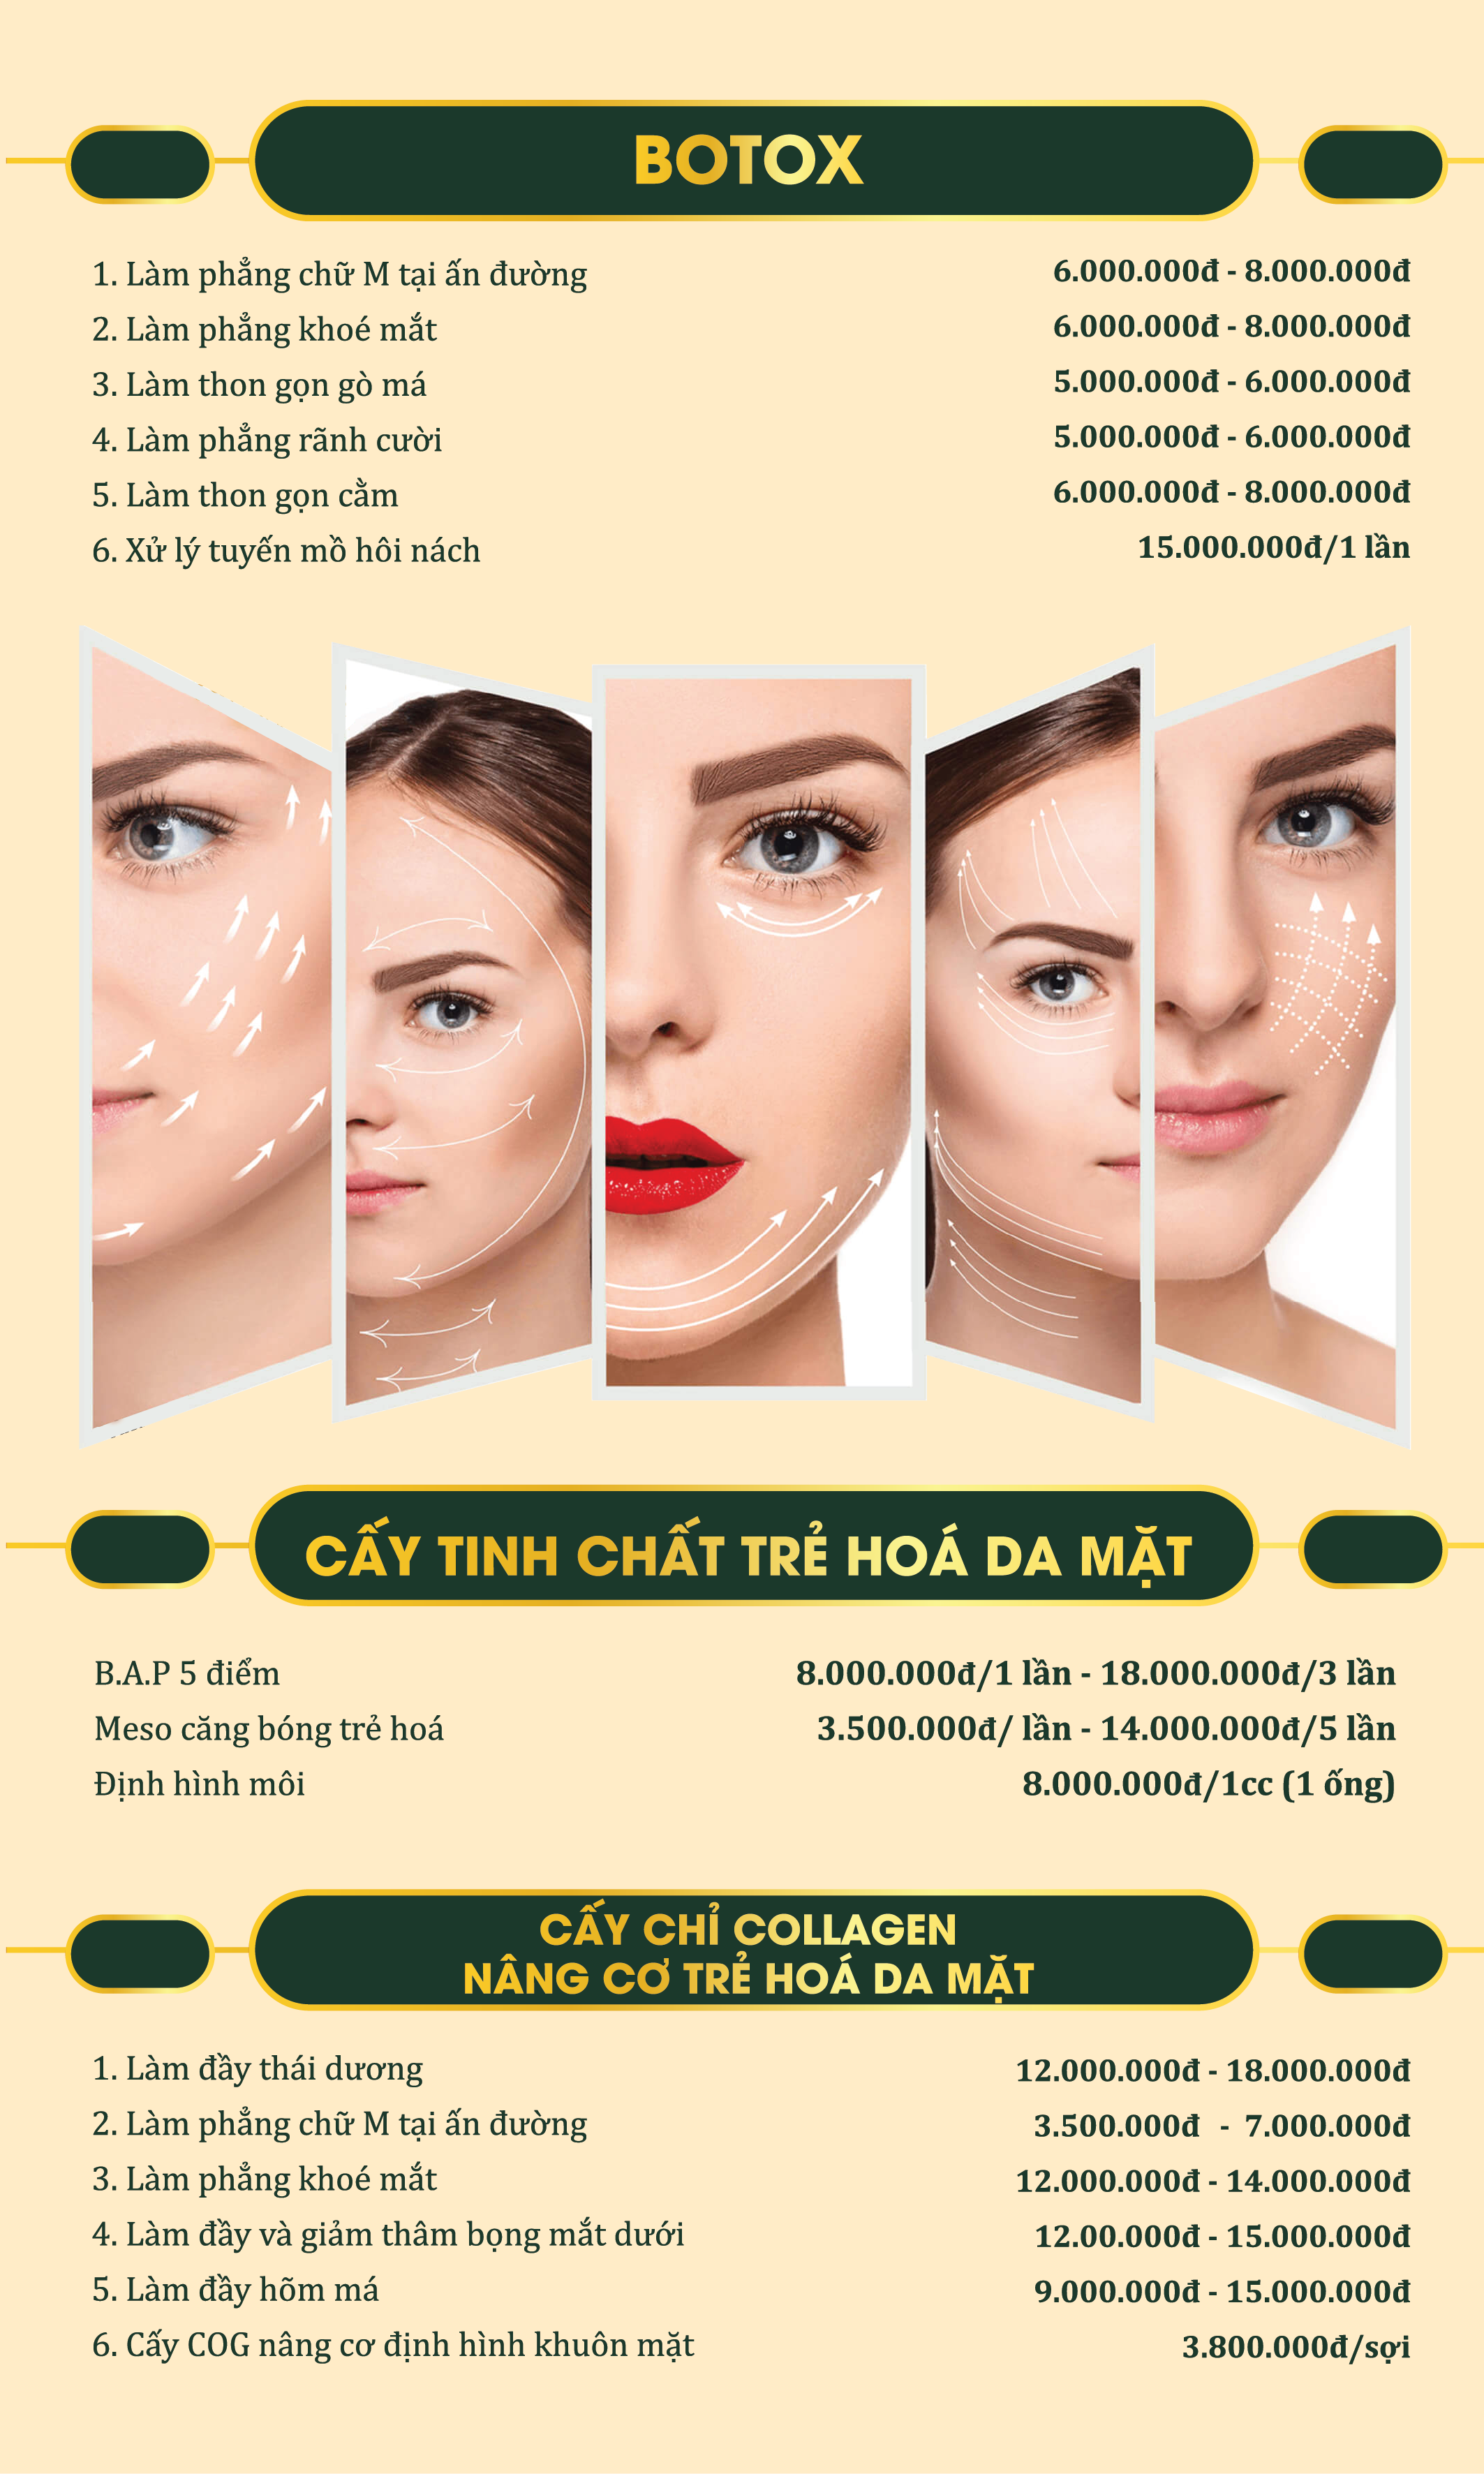 BOTOX
1. Làm phẳng chữ M tại ấn đường 6.000.000đ - 8.000.000đ
2. Làm phẳng khoé mắt 6.000.000đ - 8.000.000đ
3. Làm thon gọn gò má 5.000.000đ - 6.000.000đ
4. Làm phẳng rãnh cười 5.000.000đ - 6.000.000đ
5. Làm thon gọn cằm 6.000.000đ - 8.000.000đ
6. Xử lý tuyến mồ hôi nách 15.000.000đ/1 lần
CẤY TINH CHẤT TRẺ HOÁ DA MẶT
B.A.P 5 điểm 8.000.000đ/1 lần - 18.000.000đ/3 lần
Meso căng bóng trẻ hoá 3.500.000đ/ lần - 14.000.000đ/5 lần
Định hình môi 8.000.000đ/1cc (1 ống)
CẤY CHỈ COLLAGEN
NÂNG CƠ TRẺ HOÁ DA MẶT
1. Làm đầy thái dương 12.000.000đ - 18.000.000đ
2. Làm phẳng chữ M tại ấn đường 3.500.000đ - 7.000.000đ
3. Làm phẳng khoé mắt 12.000.000đ - 14.000.000đ
4. Làm đầy và giảm thâm bọng mắt dưới 12.00.000đ - 15.000.000đ
5. Làm đầy hõm má 9.000.000đ - 15.000.000đ
6. Cấy COG nâng cơ định hình khuôn mặt 3.800.000đ/sợi